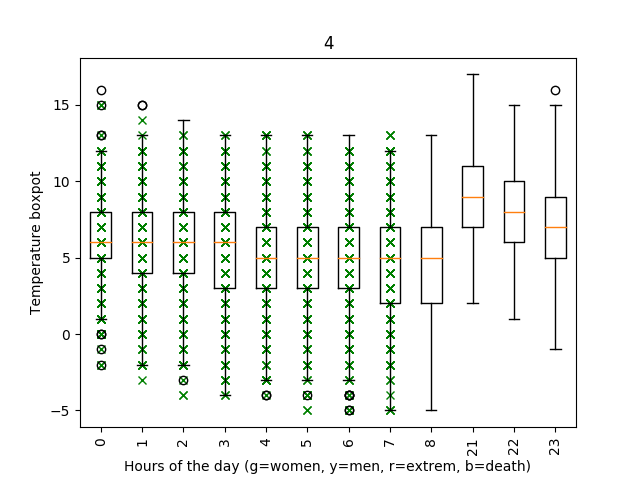 4
Temperature boxpot
15
10
5
0
−5
0 1 2 3 4 5 6 7 8 21 22 23
Hours of the day (g=women, y=men, r=extrem, b=death)